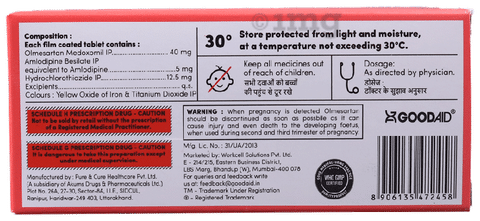 Composition :
Each film coated tablet contains :
Olmesartan Medoxomil IP.......................... 40 mg
Amlodipine Besilate IP
equivalent to Amlodipine.......................... 5 mg
Hydrochlorothiazide IP.......................... 12.5 mg
Excipients.......................... q.s.
Colours : Yellow Oxide of Iron & Titanium Dioxide IP
SCHEDULE H PRESCRIPTION DRUG - CAUTION
Not to be sold by retail without the prescription
of a Registered Medical Practitioner.
SCHEDULE G PRESCRIPTION DRUG - CAUTION
It is dangerous to take this preparation except
under medical supervision.
Mfd. by : Pure & Cure Healthcare Pvt. Ltd.
(A subsidiary of Akums Drugs & Pharmaceuticals Ltd.)
Plot No. 26A, 27-30, Sector-8A, I.I.E., SIDCUL,
Ranipur, Haridwar-249 403, Uttarakhand.
1mg
30°
Store protected from light and moisture,
at a temperature not exceeding 30°C.
Keep all medicines out
of reach of children.
सभी दवाओं को बच्चों
की पहुंच से दूर रखें
Dosage:
As directed by physician.
डोसेज :
डॉक्टर के सुझाव अनुसार
WARNING : when pregnancy is detected Olmesartan
should be discontinued as soon as possible as it can
cause injury and even death to the developing foetus,
when used during second and third trimester of pregnancy
GOODAID
Mfg. Lic. No. : 31/UA/2013
Marketed by: Workcell Solutions Pvt. Ltd.
E - 214/215, Eastern Business District,
LBS Marg, Bhandup (W), Mumbai-400 078
For queries and feedback write
us at: feedback@goodaid.in
TM - Trademark Under Registration
® - Registered Trademark
WHO GMP
CERTIFIED
8 906135 472458